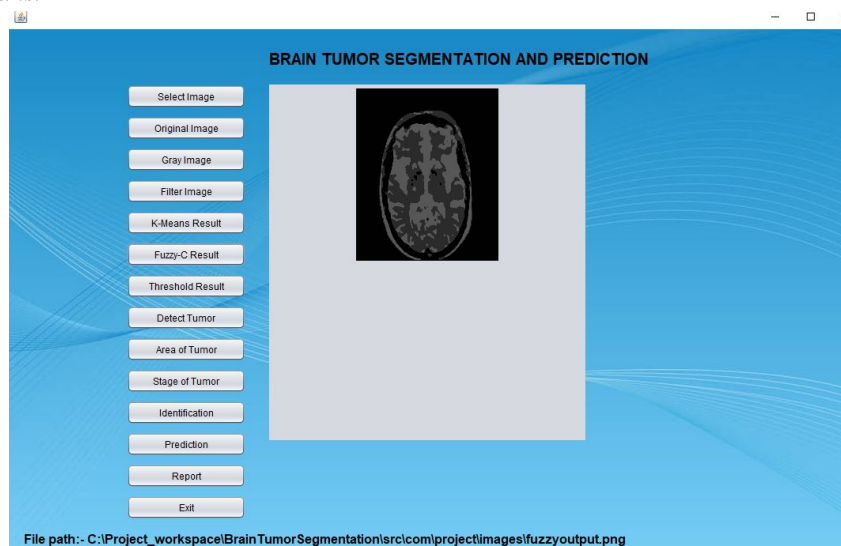 BRAIN TUMOR SEGMENTATION AND PREDICTION
Select Image
Original Image
Gray Image
Filter Image
K-Means Result
Fuzzy-C Result
Threshold Result
Detect Tumor
Area of Tumor
Stage of Tumor
Identification
Prediction
Report
Exit
File path:- C:\Project_workspace\BrainTumorSegmentation\src\com\project\images\fuzzyoutput.png